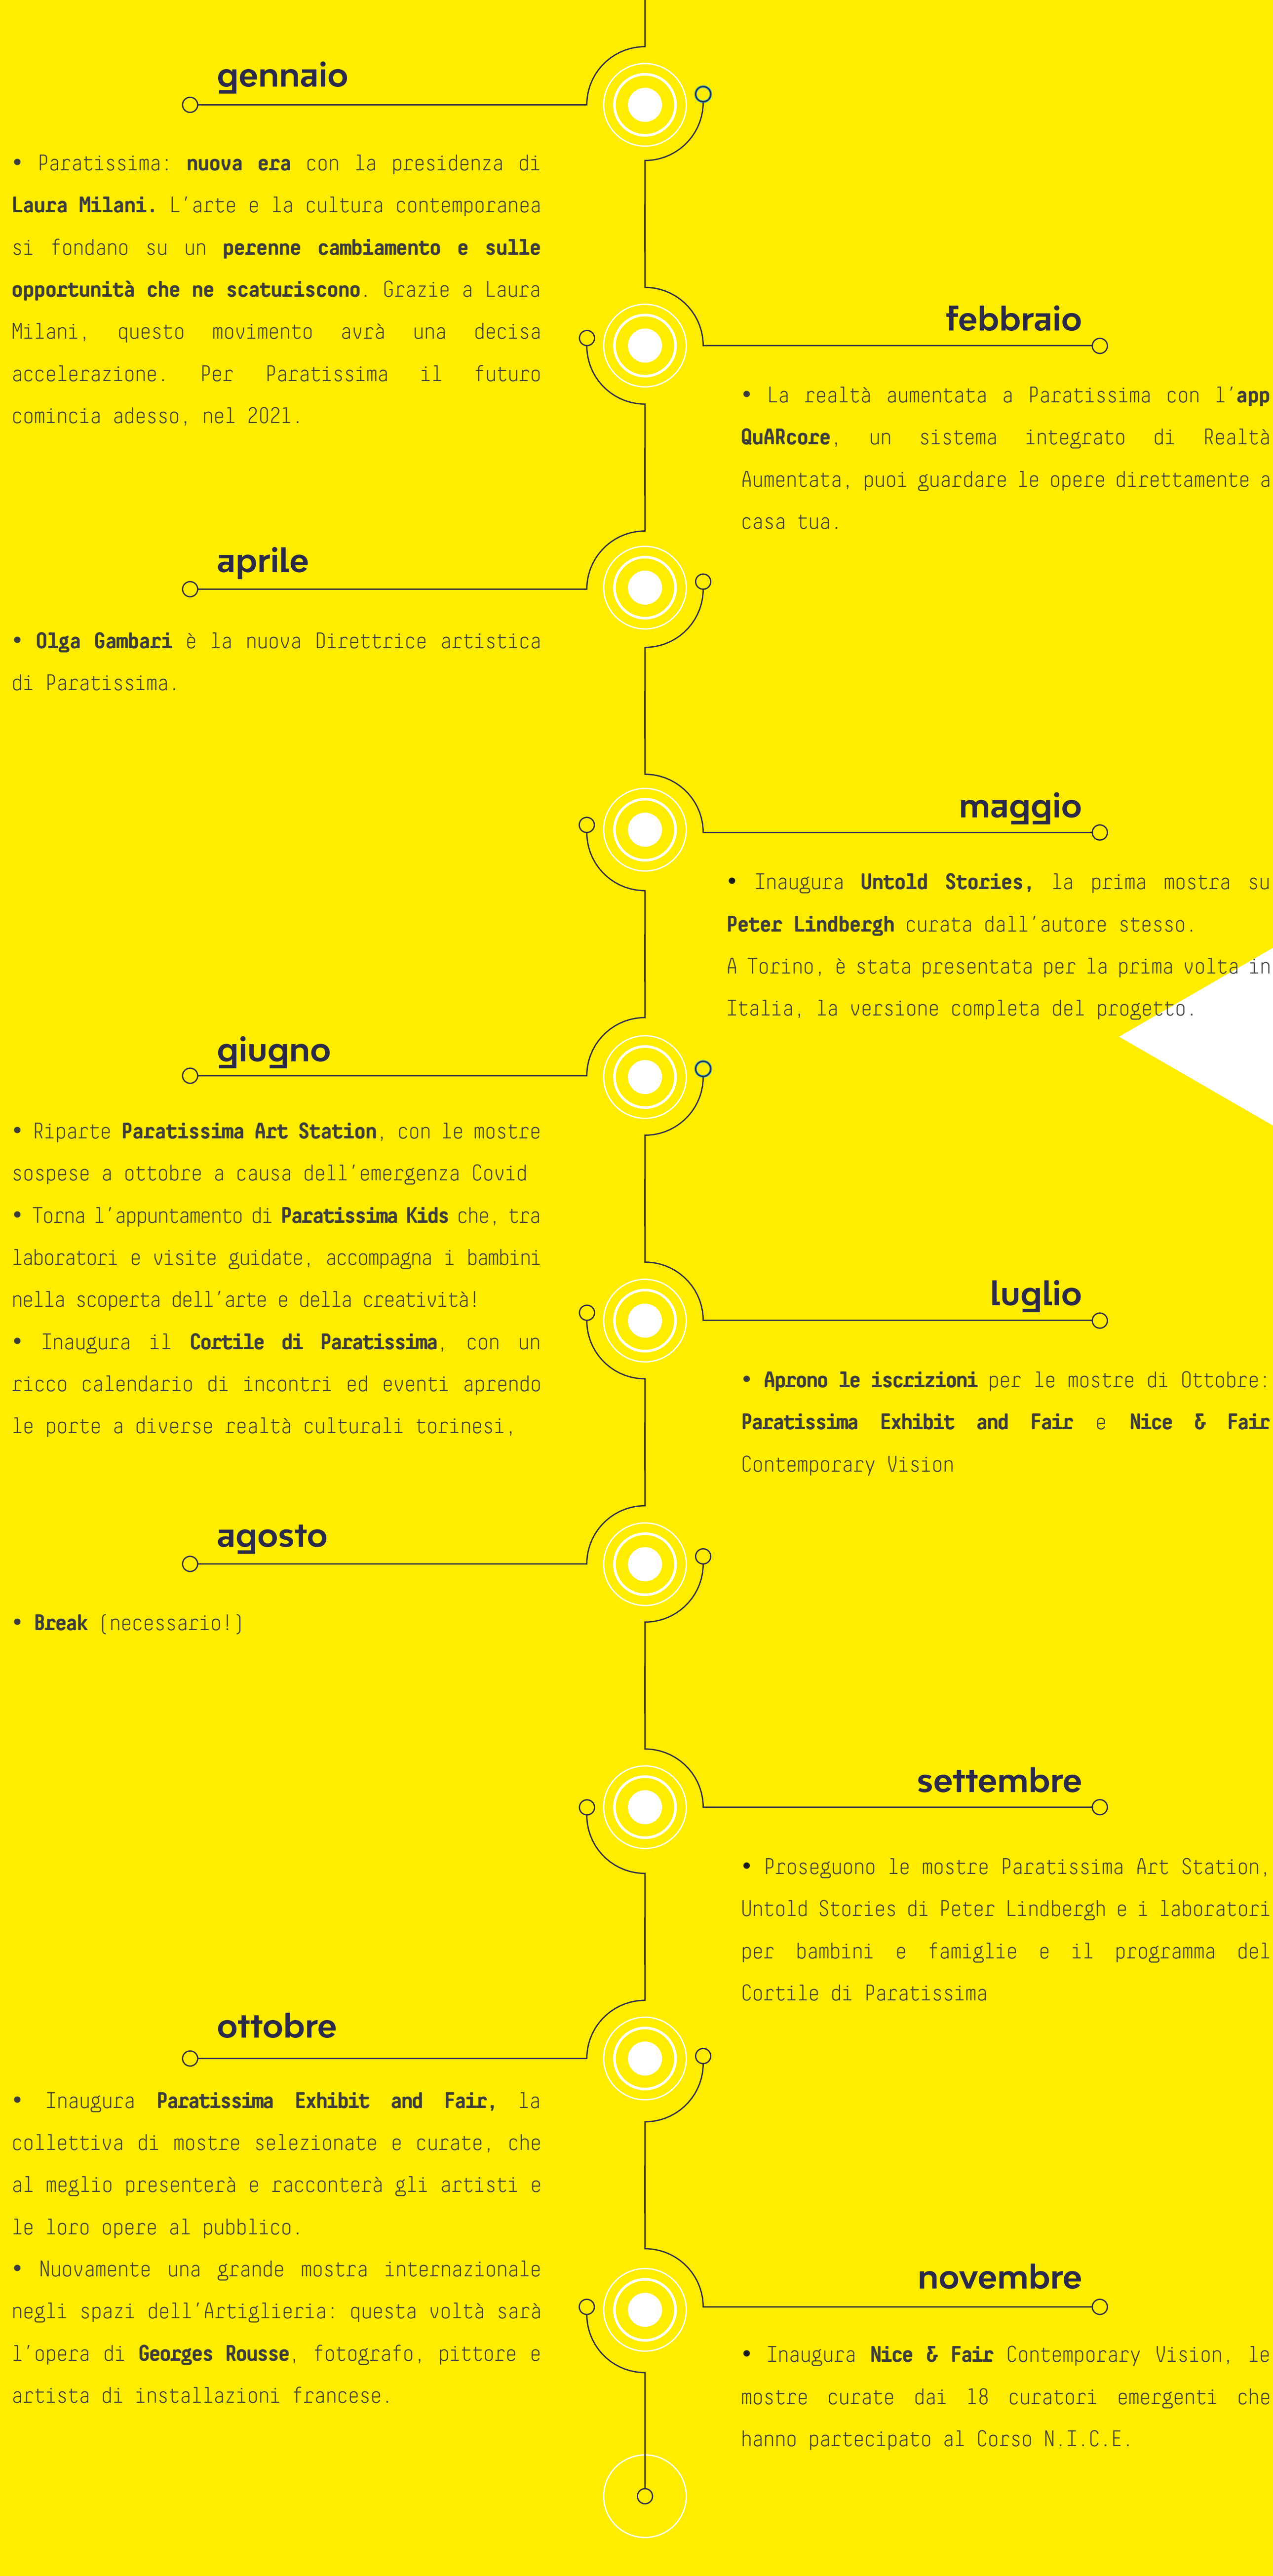 gennaio
• Paratissima: nuova era con la presidenza di
Laura Milani. L'arte e la cultura contemporanea
si fondano su un perenne cambiamento e sulle
opportunità che ne scaturiscono. Grazie a Laura
Milani, questo movimento avrà una decisa
accelerazione. Per Paratissima il futuro
comincia adesso, nel 2021.
febbraio
• La realtà aumentata a Paratissima con l'app
QuARcore, un sistema integrato di Realtà
Aumentata, puoi guardare le opere direttamente a
casa tua.
aprile
• Olga Gambari è la nuova Direttrice artistica
di Paratissima.
maggio
• Inaugura Untold Stories, la prima mostra su
Peter Lindbergh curata dall'autore stesso.
A Torino, è stata presentata per la prima volta in
Italia, la versione completa del progetto.
giugno
• Riparte Paratissima Art Station, con le mostre
sospese a ottobre a causa dell'emergenza Covid
• Torna l'appuntamento di Paratissima Kids che, tra
laboratori e visite guidate, accompagna i bambini
nella scoperta dell'arte e della creatività!
• Inaugura il Cortile di Paratissima, con un
ricco calendario di incontri ed eventi aprendo
le porte a diverse realtà culturali torinesi,
luglio
• Aprono le iscrizioni per le mostre di Ottobre:
Paratissima Exhibit and Fair e Nice & Fair
Contemporary Vision
agosto
• Break (necessario!)
settembre
• Proseguono le mostre Paratissima Art Station,
Untold Stories di Peter Lindbergh e i laboratori
per bambini e famiglie e il programma del
Cortile di Paratissima
ottobre
• Inaugura Paratissima Exhibit and Fair, la
collettiva di mostre selezionate e curate, che
al meglio presenterà e racconterà gli artisti e
le loro opere al pubblico.
• Nuovamente una grande mostra internazionale
negli spazi dell'Artiglieria: questa voltà sarà
l'opera di Georges Rousse, fotografo, pittore e
artista di installazioni francese.
novembre
• Inaugura Nice & Fair Contemporary Vision, le
mostre curate dai 18 curatori emergenti che
hanno partecipato al Corso N.I.C.E.